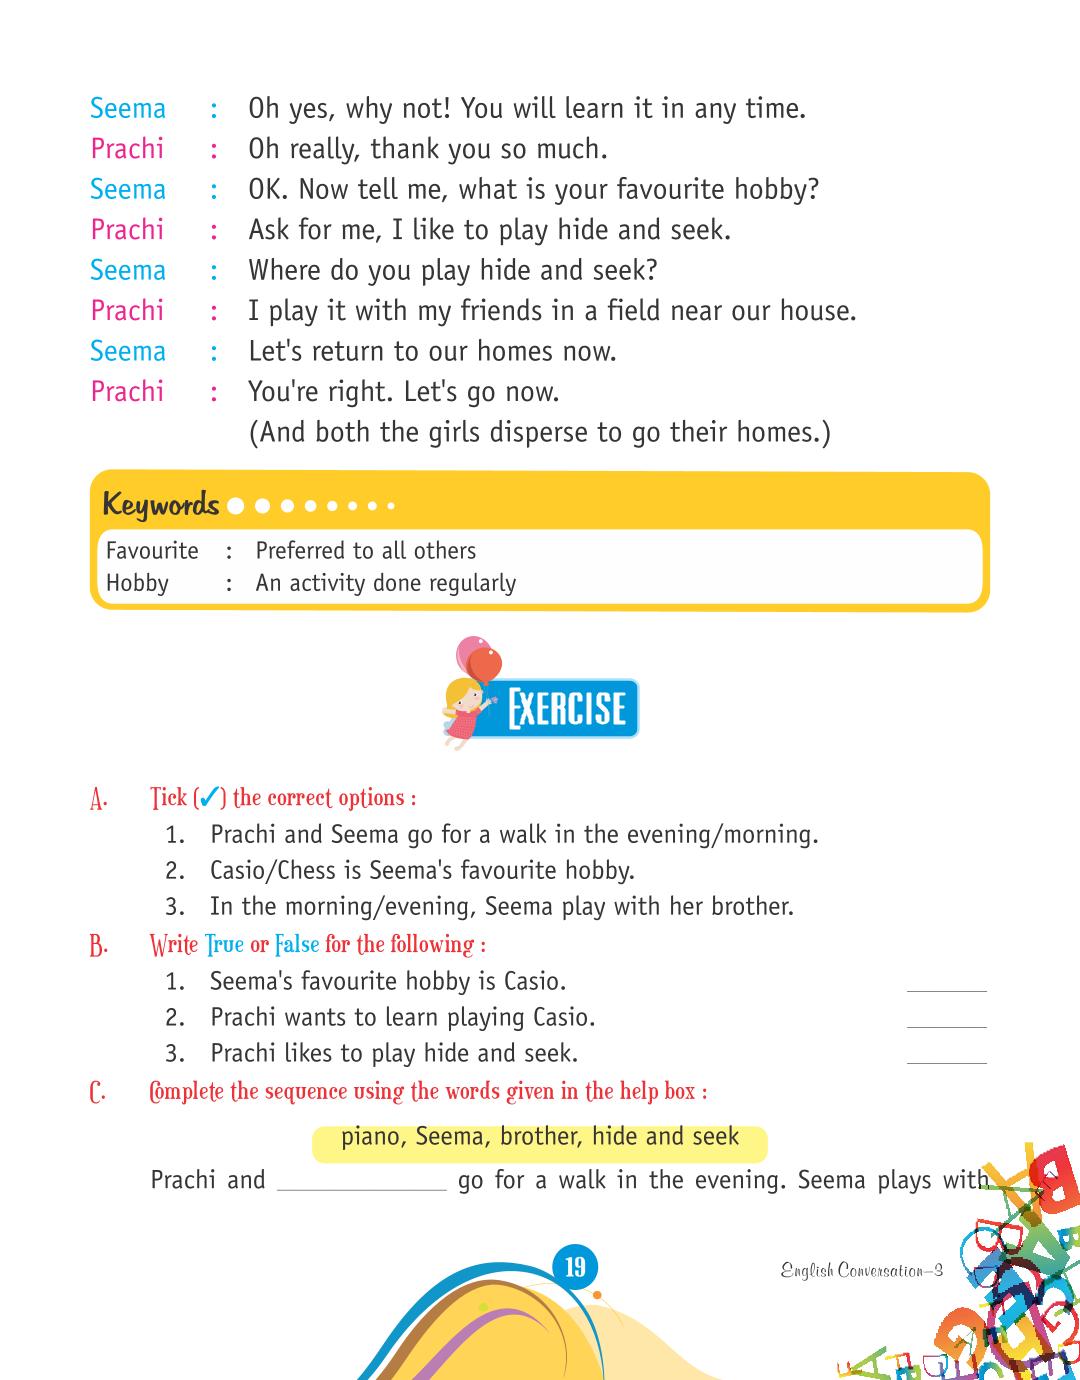 Seema : Oh yes, why not! You will learn it in any time.
Prachi : Oh really, thank you so much.
Seema : OK. Now tell me, what is your favourite hobby?
Prachi : Ask for me, I like to play hide and seek.
Seema : Where do you play hide and seek?
Prachi : I play it with my friends in a field near our house.
Seema : Let's return to our homes now.
Prachi : You're right. Let's go now.
(And both the girls disperse to go their homes.)
Keywords
Favourite : Preferred to all others
Hobby : An activity done regularly
EXERCISE
A. Tick (✓) the correct options :
1. Prachi and Seema go for a walk in the evening/morning.
2. Casio/Chess is Seema's favourite hobby.
3. In the morning/evening, Seema play with her brother.
B. Write True or False for the following :
1. Seema's favourite hobby is Casio. ______
2. Prachi wants to learn playing Casio. ______
3. Prachi likes to play hide and seek. ______
C. Complete the sequence using the words given in the help box :
piano, Seema, brother, hide and seek
Prachi and ____________ go for a walk in the evening. Seema plays with
19
English Conversation–3